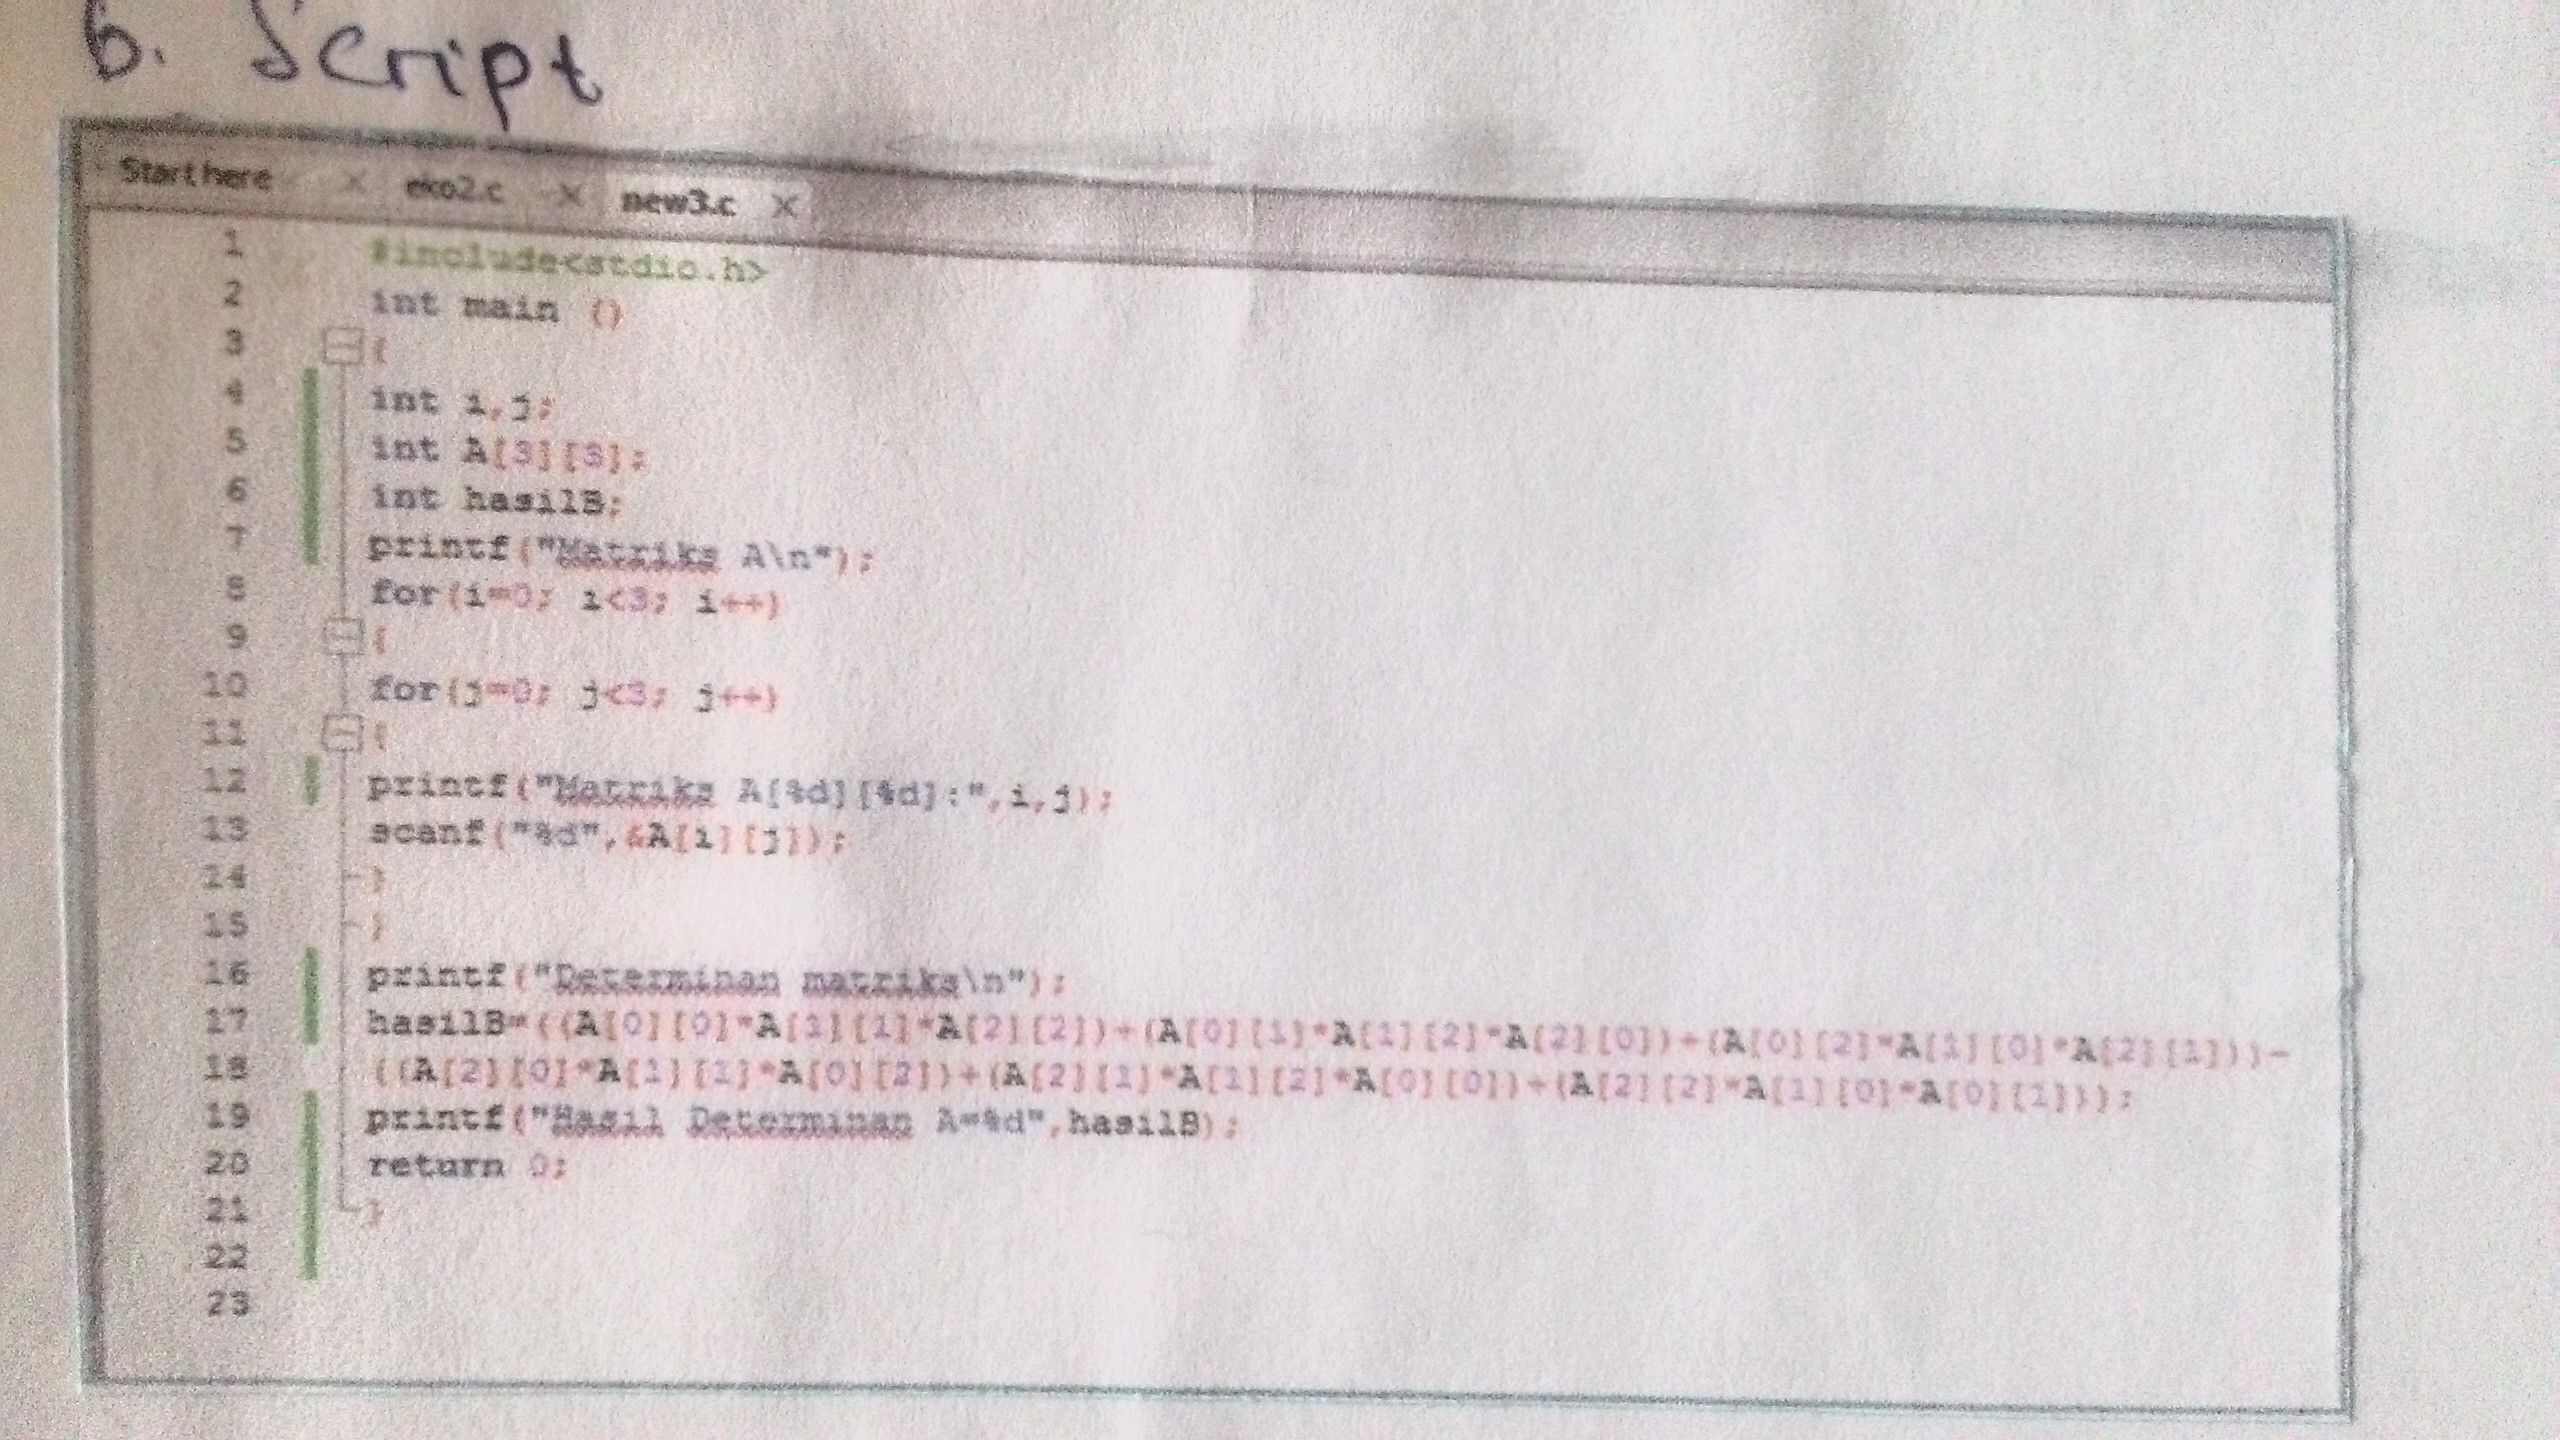 6. Script
Start here X eko2.c X new3.c X
1 #include<stdio.h>
2 int main ()
3 {
4 int i,j;
5 int A[3][3];
6 int hasilB;
7 printf("Matriks A\n");
8 for(i=0; i<3; i++)
9 {
10 for(j=0; j<3; j++)
11 {
12 printf("Matriks A[%d][%d]:",i,j);
13 scanf("%d",&A[i][j]);
14 }
15 }
16 printf("Determinan matriks\n");
17 hasilB=((A[0][0]*A[1][1]*A[2][2])+(A[0][1]*A[1][2]*A[2][0])+(A[0][2]*A[1][0]*A[2][1]))-
18 ((A[2][0]*A[1][1]*A[0][2])+(A[2][1]*A[1][2]*A[0][0])+(A[2][2]*A[1][0]*A[0][1]));
19 printf("Hasil Determinan A=%d",hasilB);
20 return 0;
21 }
22
23